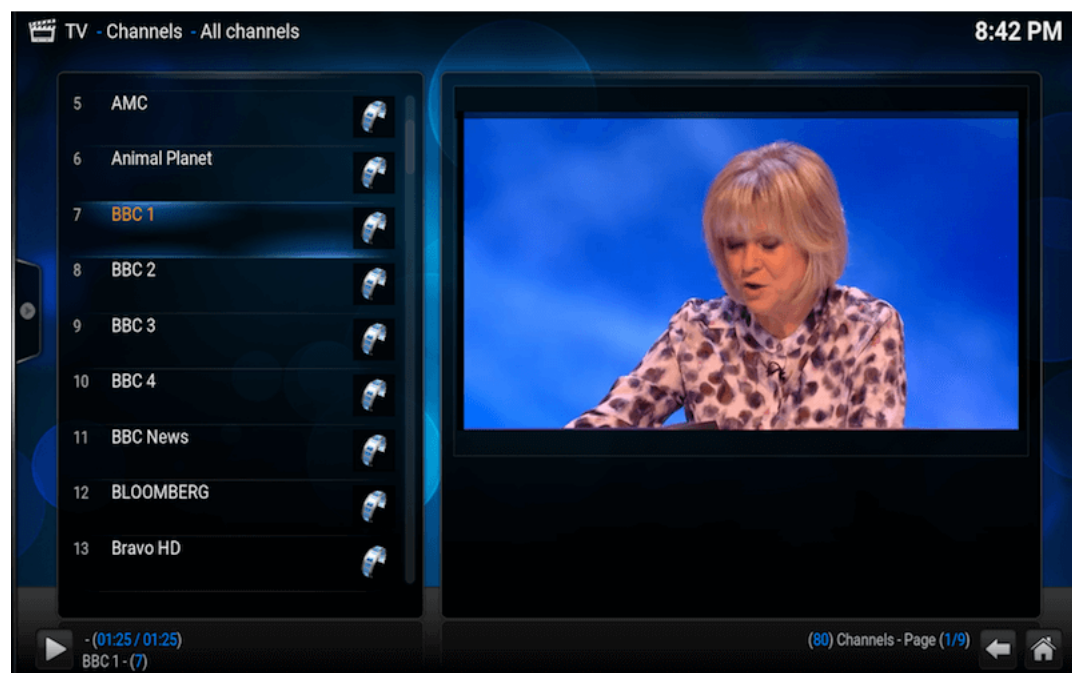 TV - Channels - All channels
8:42 PM
5 AMC
6 Animal Planet
7 BBC 1
8 BBC 2
9 BBC 3
10 BBC 4
11 BBC News
12 BLOOMBERG
13 Bravo HD
- (01:25 / 01:25)
BBC 1 - (7)
(80) Channels - Page (1/9)